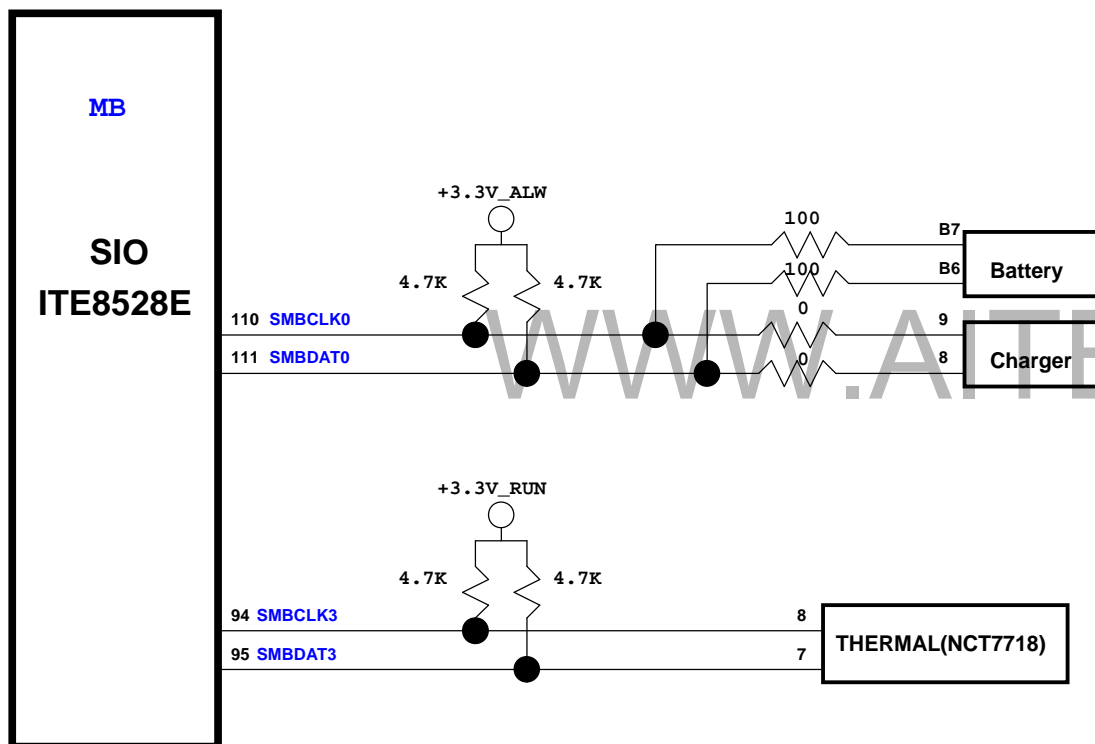 MB
SIO
ITE8528E
+3.3V_ALW
4.7K
4.7K
100
B7
100
B6
Battery
110 SMBCLK0
0
9
111 SMBDAT0
0
8
Charger
WWW.AITE
+3.3V_RUN
4.7K
4.7K
94 SMBCLK3
8
95 SMBDAT3
7
THERMAL(NCT7718)